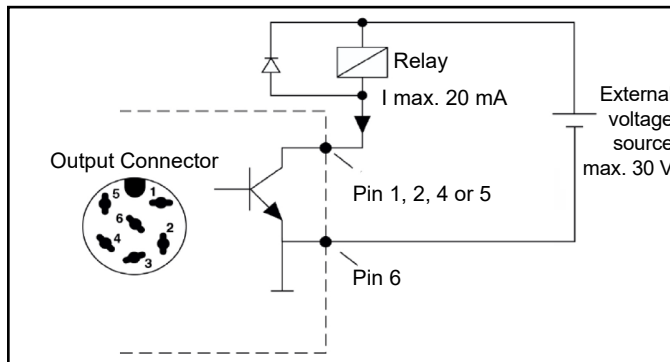 Relay
I max. 20 mA
External
voltage
source
max. 30 V
Output Connector
Pin 1, 2, 4 or 5
5
1
6
4
2
3
Pin 6